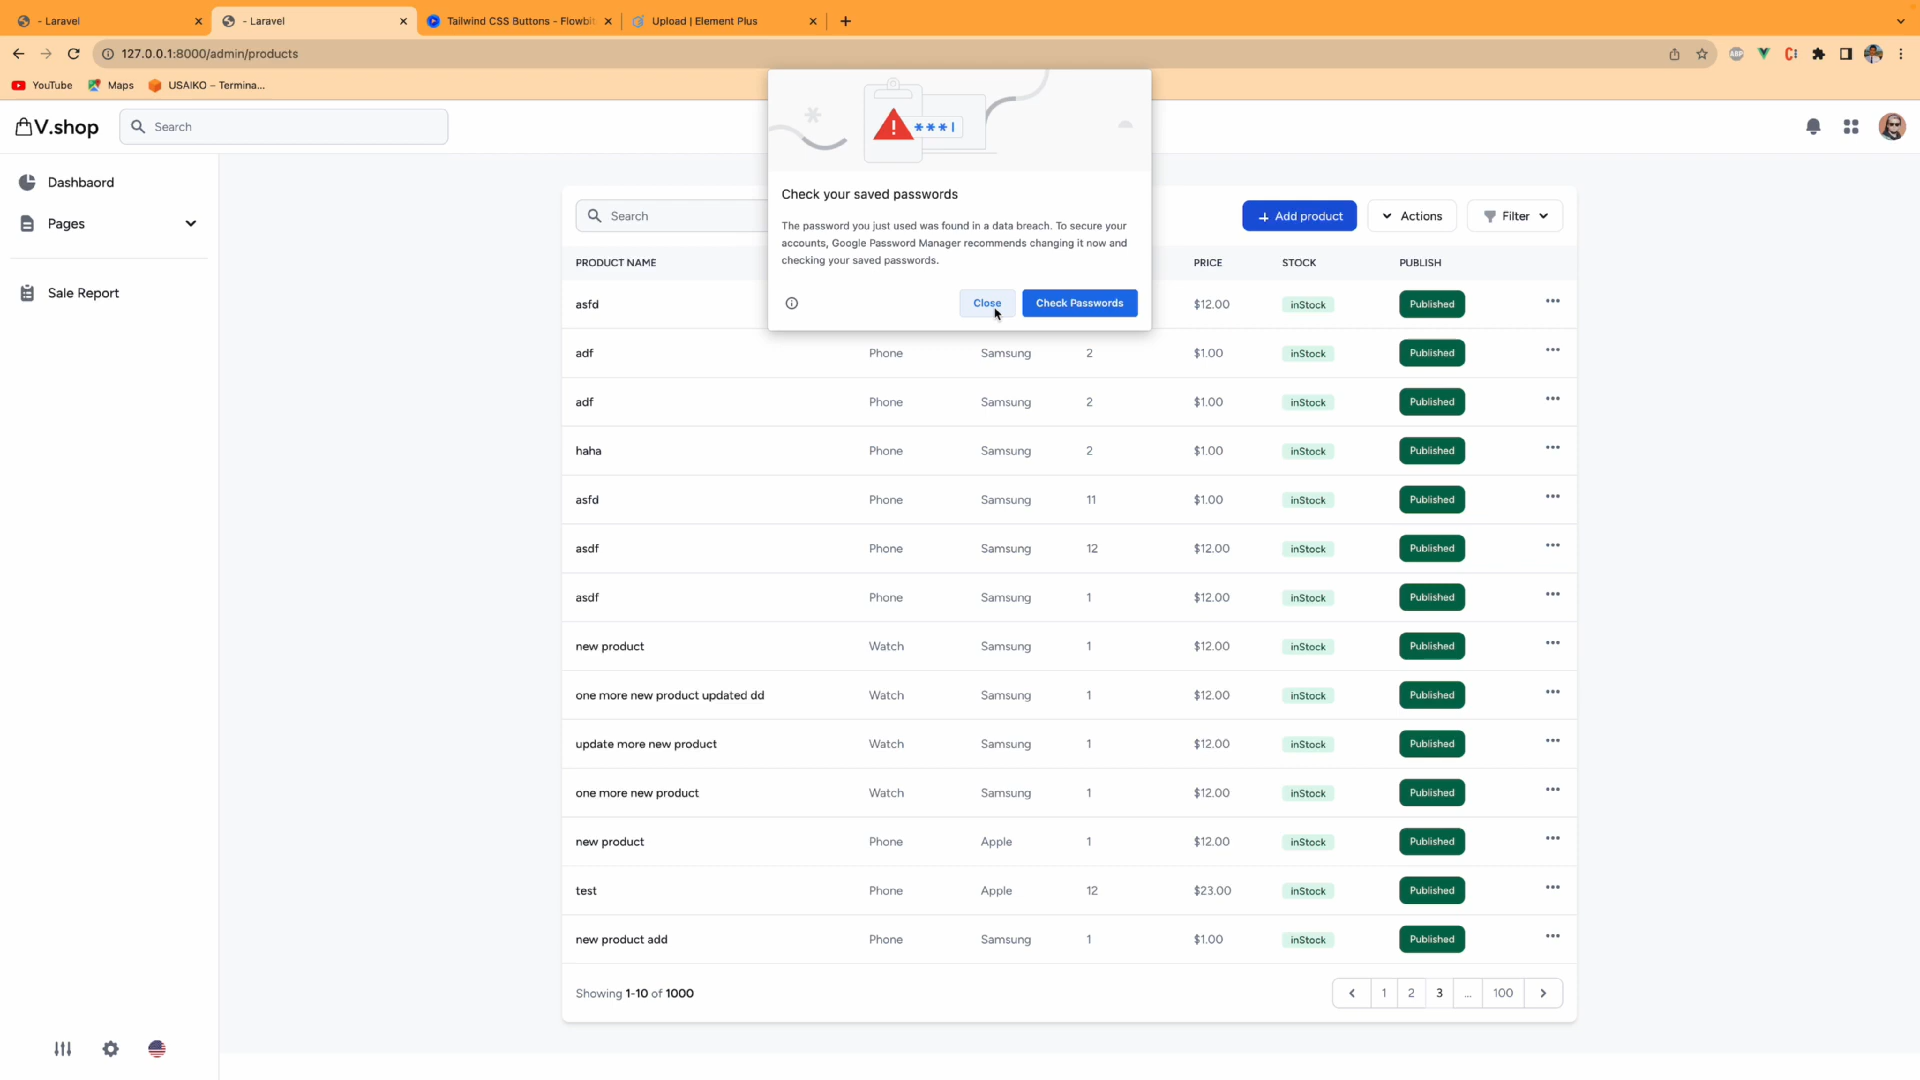 - Laravel
- Laravel
Tailwind CSS Buttons - Flowbit
Upload | Element Plus
127.0.0.1:8000/admin/products
YouTube
Maps
USAIKO – Termina...
V.shop
Search
Dashbaord
Pages
Sale Report
***|
Check your saved passwords
The password you just used was found in a data breach. To secure your
accounts, Google Password Manager recommends changing it now and
checking your saved passwords.
Close
Check Passwords
Search
+ Add product
Actions
Filter
PRODUCT NAME PRICE STOCK PUBLISH
asfd $12.00 inStock Published ...
adf Phone Samsung 2 $1.00 inStock Published ...
adf Phone Samsung 2 $1.00 inStock Published ...
haha Phone Samsung 2 $1.00 inStock Published ...
asfd Phone Samsung 11 $1.00 inStock Published ...
asdf Phone Samsung 12 $12.00 inStock Published ...
asdf Phone Samsung 1 $12.00 inStock Published ...
new product Watch Samsung 1 $12.00 inStock Published ...
one more new product updated dd Watch Samsung 1 $12.00 inStock Published ...
update more new product Watch Samsung 1 $12.00 inStock Published ...
one more new product Watch Samsung 1 $12.00 inStock Published ...
new product Phone Apple 1 $12.00 inStock Published ...
test Phone Apple 12 $23.00 inStock Published ...
new product add Phone Samsung 1 $1.00 inStock Published ...
Showing 1-10 of 1000
1 2 3 ... 100